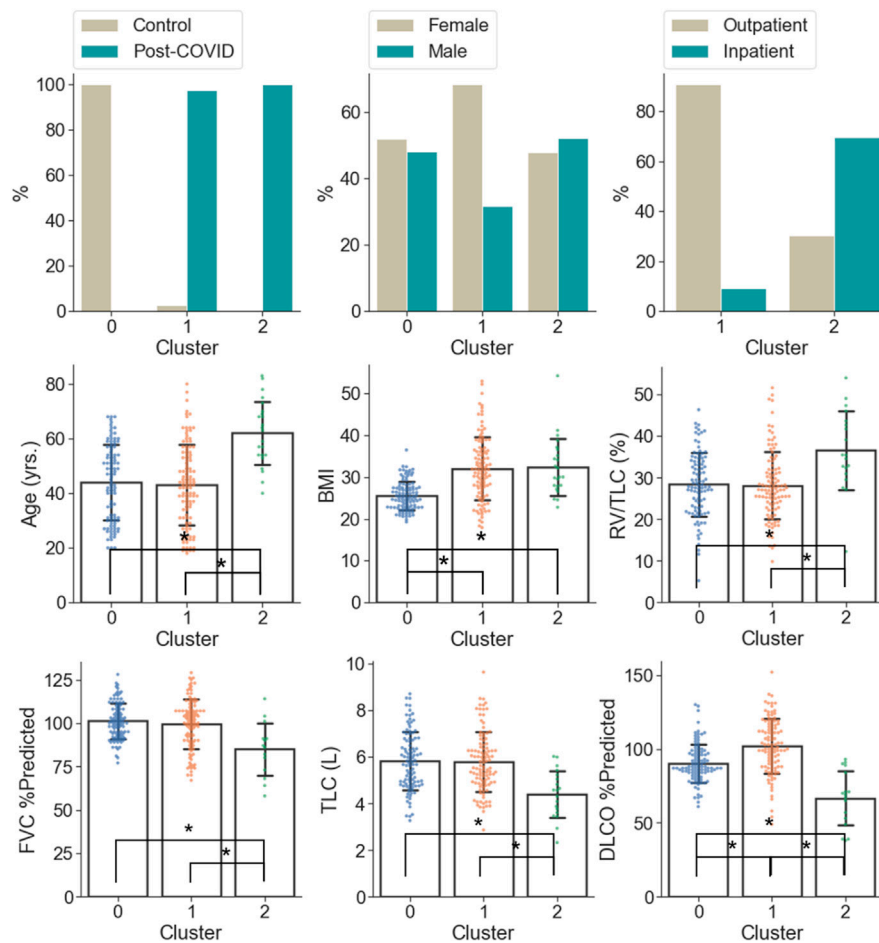 Control
Post-COVID
Female
Male
Outpatient
Inpatient
100
80
60
40
20
0
%
0 1 2
Cluster
60
40
20
0
%
0 1 2
Cluster
80
60
40
20
0
%
1 2
Cluster
80
60
40
20
0
Age (yrs.)
*
*
0 1 2
Cluster
50
40
30
20
10
0
BMI
*
*
0 1 2
Cluster
50
40
30
20
10
0
RV/TLC (%)
*
*
0 1 2
Cluster
125
100
75
50
25
0
FVC %Predicted
*
*
0 1 2
Cluster
10
8
6
4
2
0
TLC (L)
*
*
0 1 2
Cluster
150
100
50
0
DLCO %Predicted
*
* *
0 1 2
Cluster